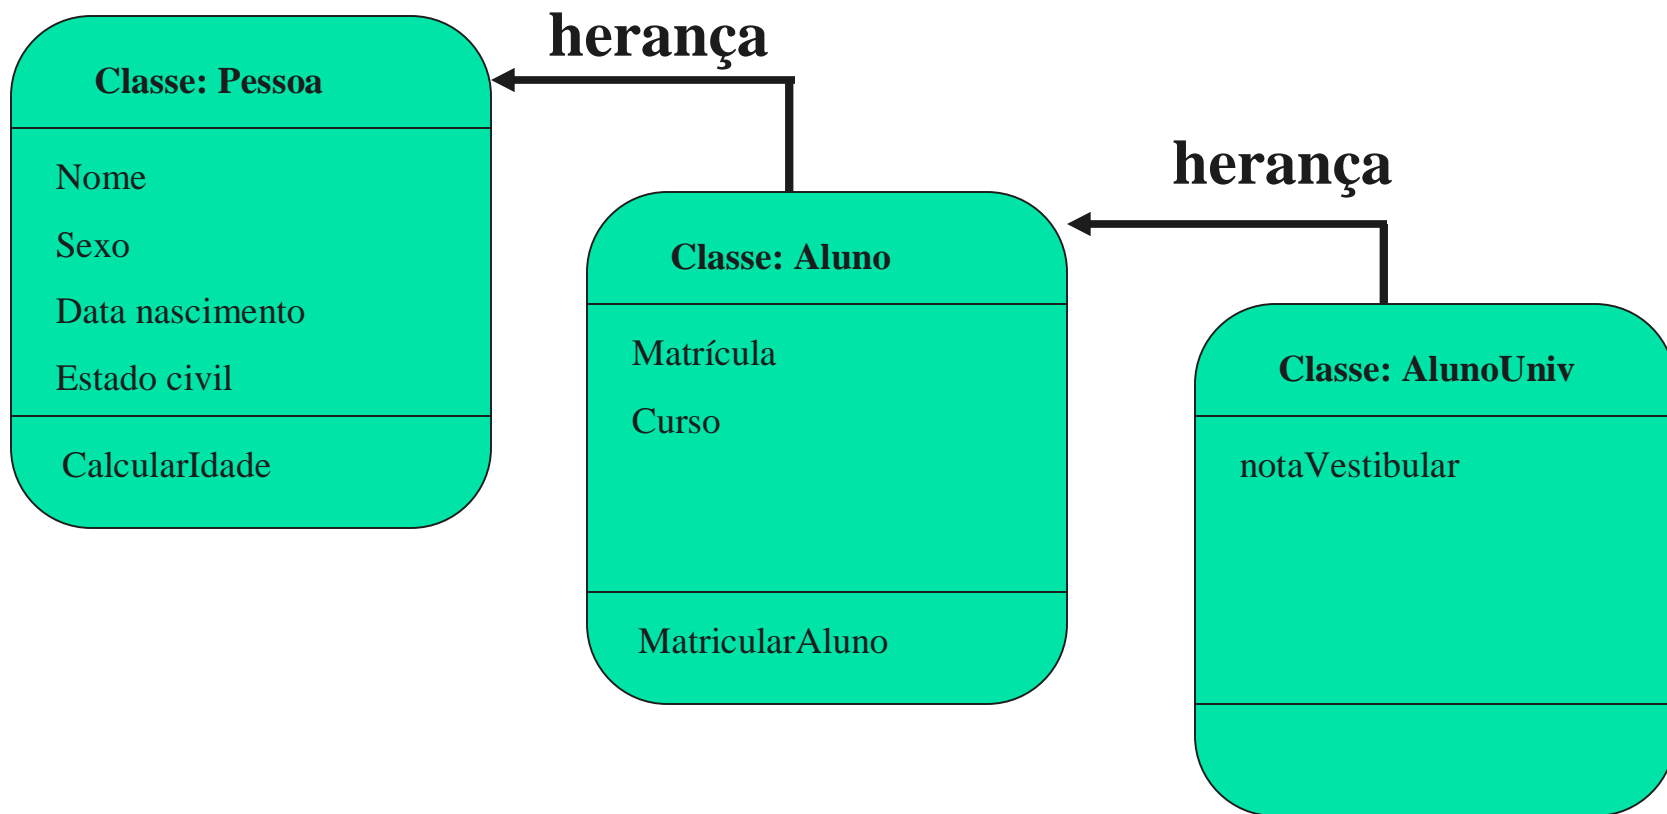 herança
Classe: Pessoa
Nome
Sexo
Data nascimento
Estado civil
CalcularIdade
herança
Classe: Aluno
Matrícula
Curso
MatricularAluno
Classe: AlunoUniv
notaVestibular